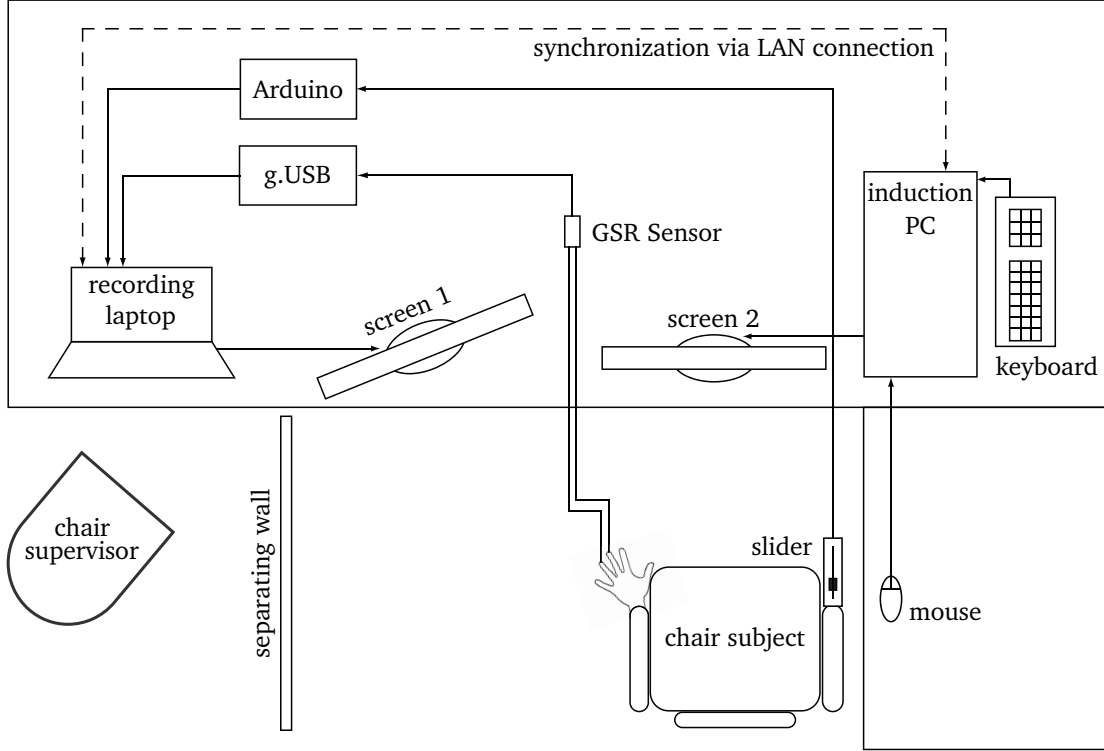 synchronization via LAN connection
Arduino
g.USB
induction
PC
GSR Sensor
recording
laptop
screen 1
screen 2
keyboard
chair
supervisor
separating wall
slider
chair subject
mouse